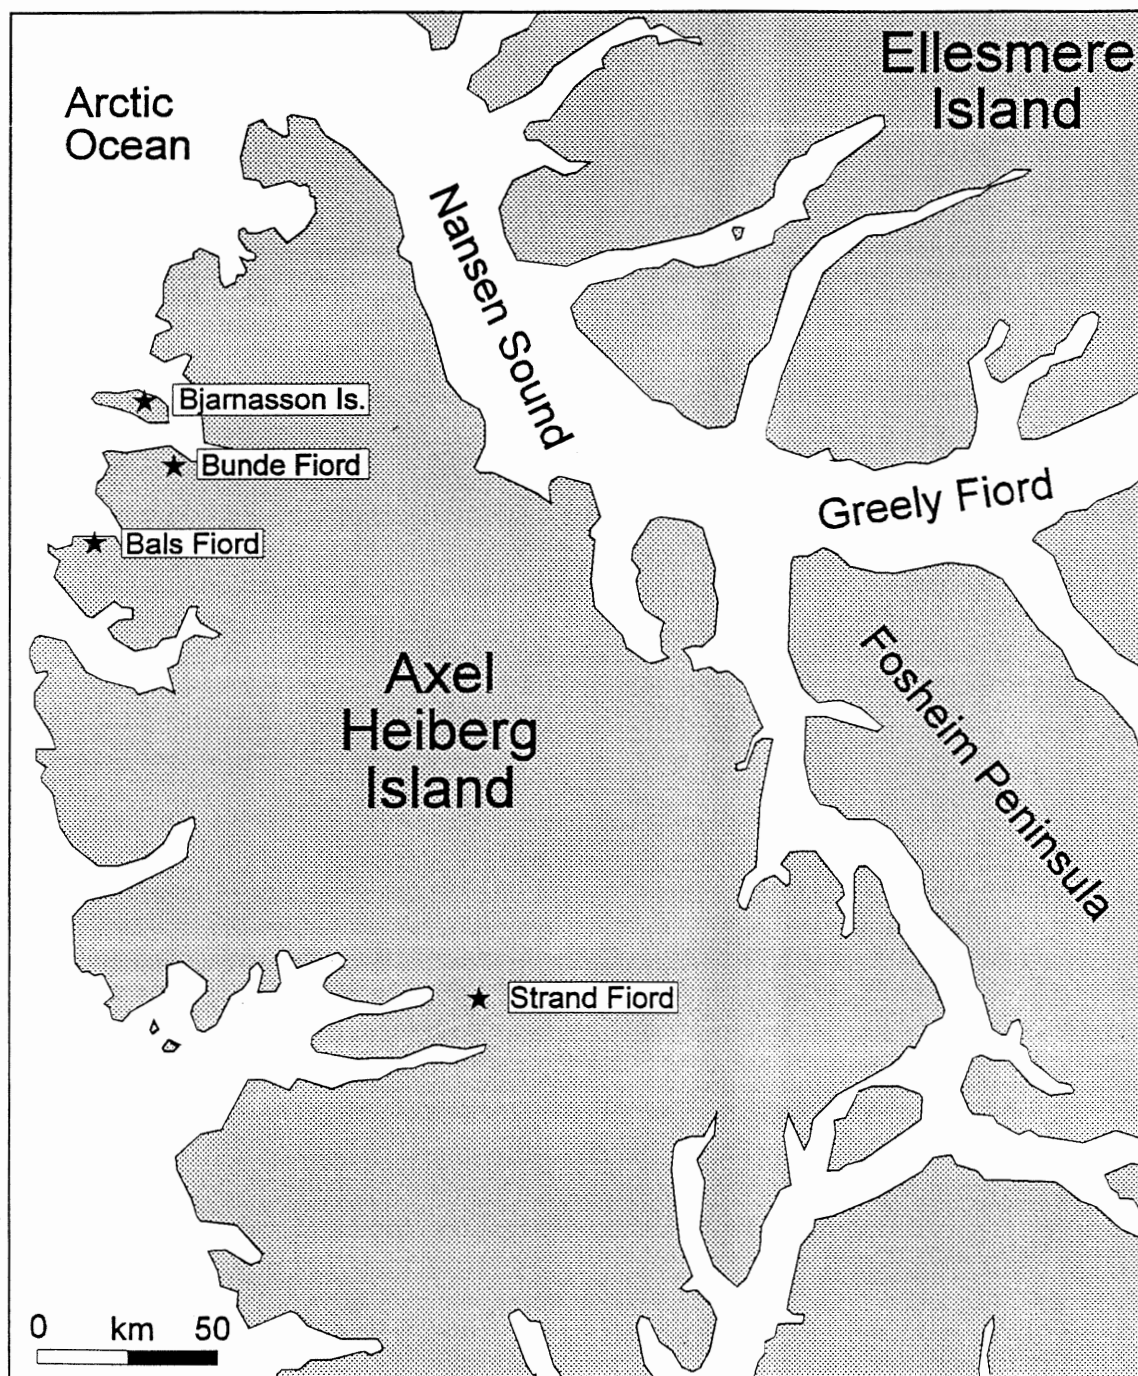 Ellesmere
Island
Arctic
Ocean
Nansen Sound
Bjarnasson Is.
Bunde Fiord
Greely Fiord
Bals Fiord
Fosheim Peninsula
Axel
Heiberg
Island
Strand Fiord
0 km 50